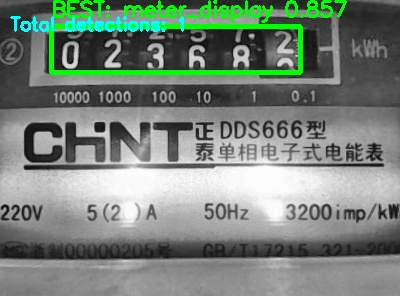 BEST: meter_display 0.857
Total detections: 1
② 0 2 3 6 8 2 kWh
10000 1000 100 10 1 0.1
CHNT 正泰 DDS666型
单相电子式电能表
220V 5(2 )A 50Hz 3200imp/kW
00000205号 GB/T17215.321-200